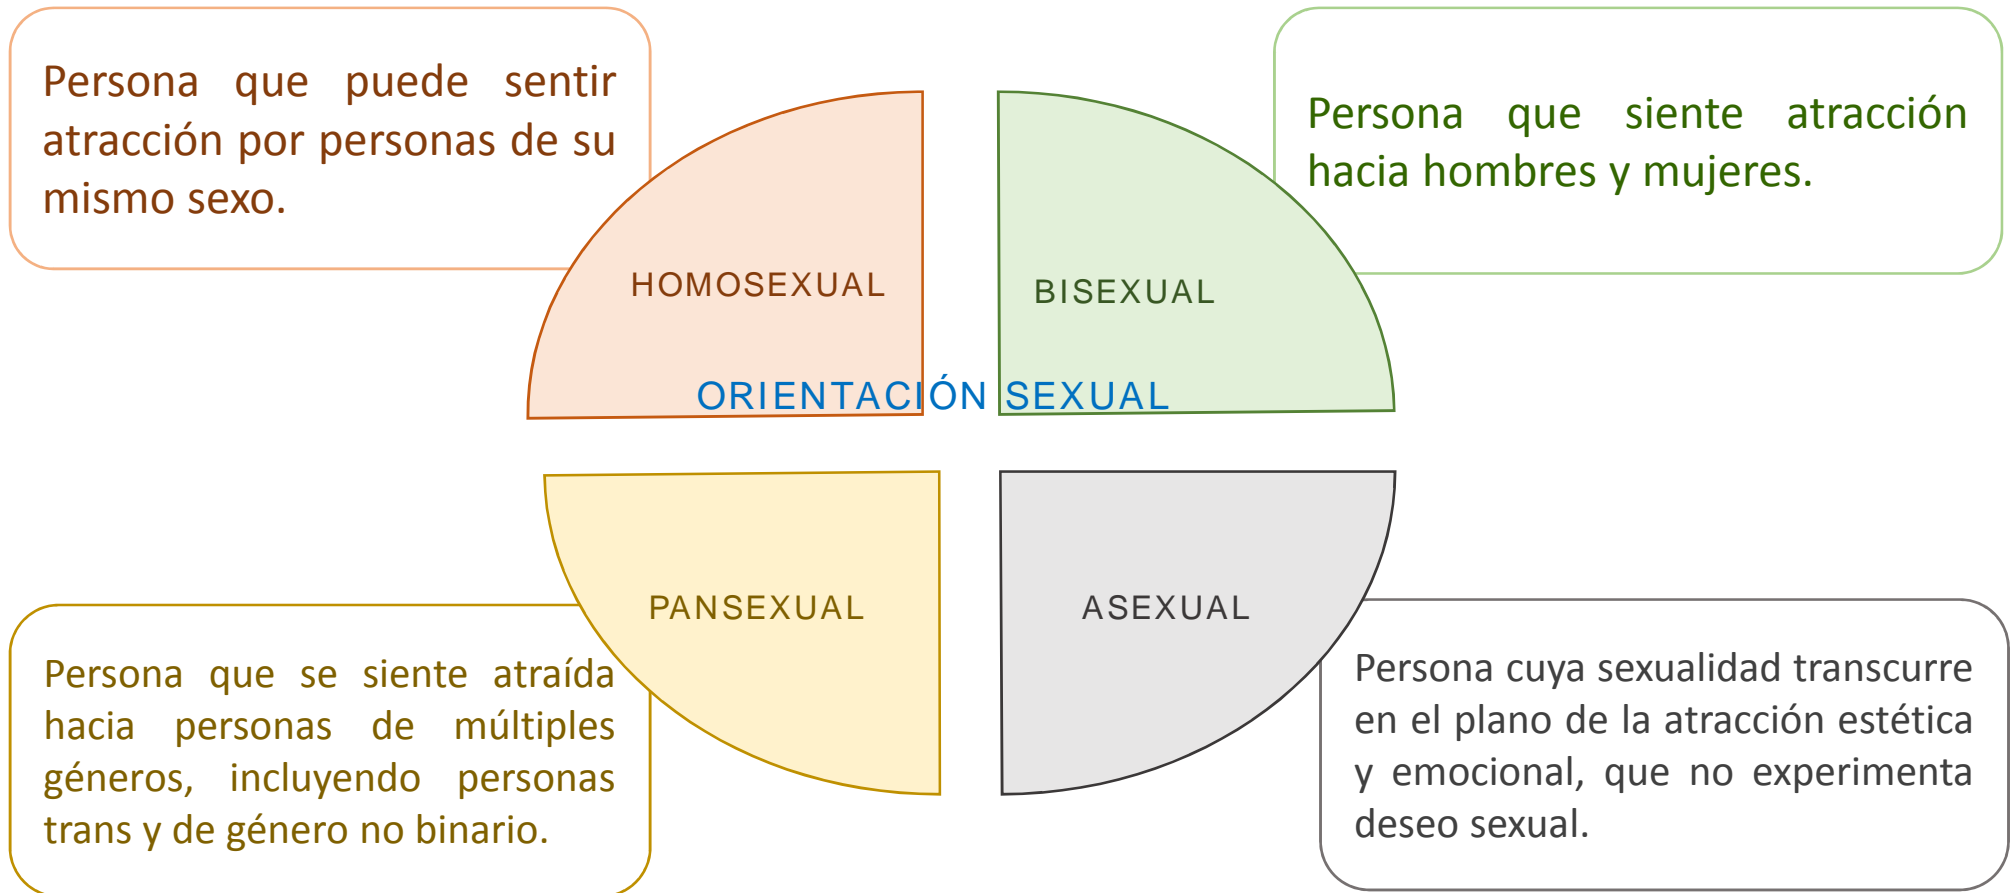 Persona que puede sentir
atracción por personas de su
mismo sexo.
Persona que siente atracción
hacia hombres y mujeres.
HOMOSEXUAL
BISEXUAL
ORIENTACIÓN SEXUAL
PANSEXUAL
ASEXUAL
Persona que se siente atraída
hacia personas de múltiples
géneros, incluyendo personas
trans y de género no binario.
Persona cuya sexualidad transcurre
en el plano de la atracción estética
y emocional, que no experimenta
deseo sexual.